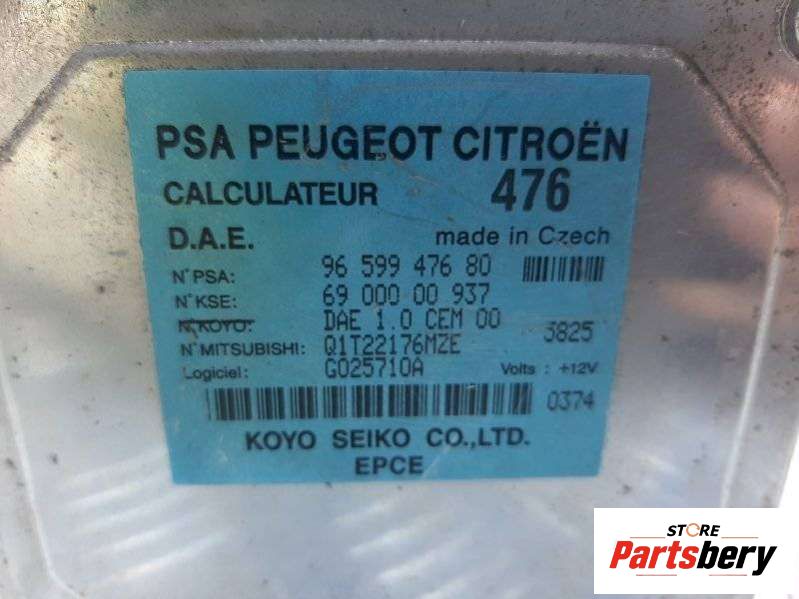 PSA PEUGEOT CITROËN
CALCULATEUR 476
D.A.E. made in Czech
N°PSA: 96 599 476 80
N°KSE: 69 000 00 937
N°KOYO: DAE 1.0 CEM 00 3825
N°MITSUBISHI: Q1T22176MZE
Logiciel: G025710A Volts : +12V
0374
KOYO SEIKO CO.,LTD.
EPCE
STORE
Partsbery